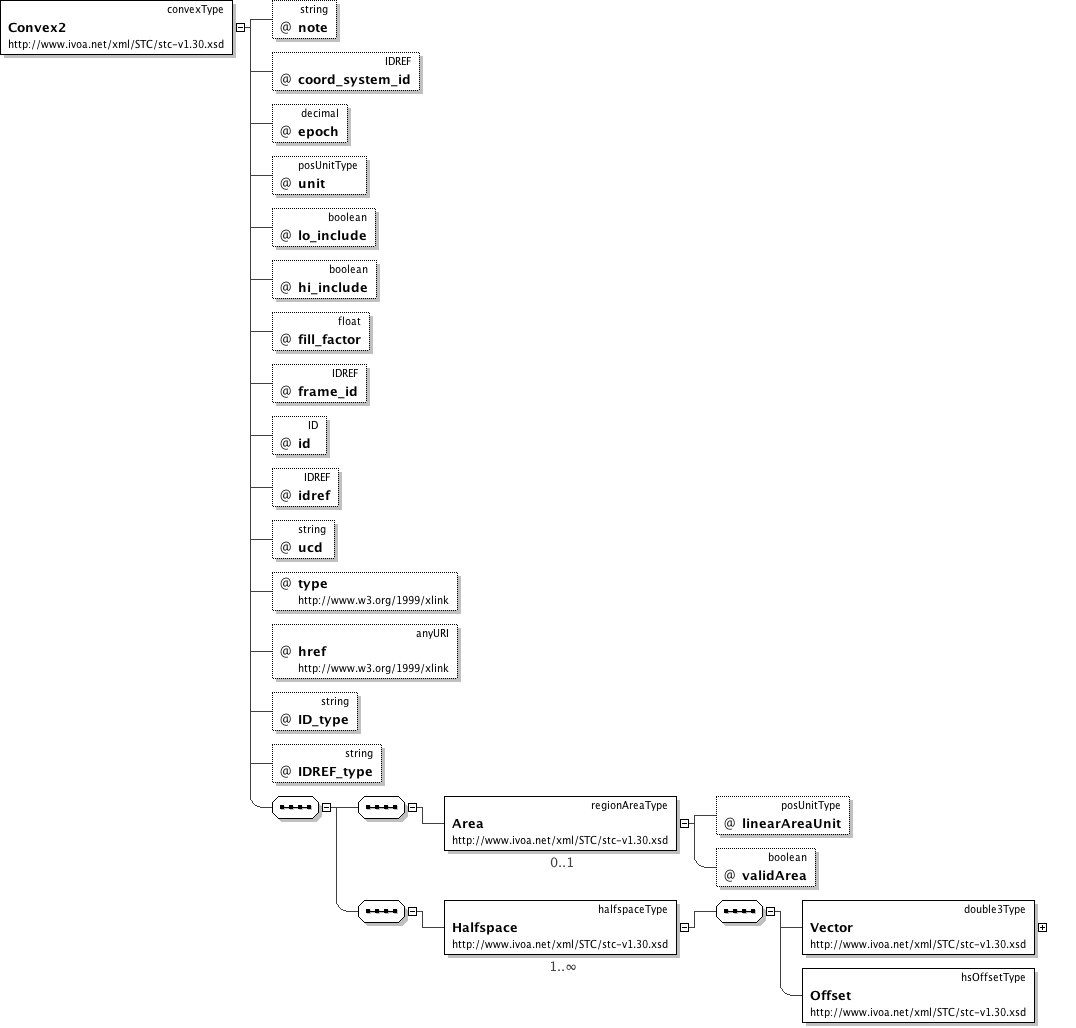 convexType
Convex2
http://www.ivoa.net/xml/STC/stc-v1.30.xsd
string
@ note
IDREF
@ coord_system_id
decimal
@ epoch
posUnitType
@ unit
boolean
@ lo_include
boolean
@ hi_include
float
@ fill_factor
IDREF
@ frame_id
ID
@ id
IDREF
@ idref
string
@ ucd
@ type
http://www.w3.org/1999/xlink
anyURI
@ href
http://www.w3.org/1999/xlink
string
@ ID_type
string
@ IDREF_type
regionAreaType
Area
http://www.ivoa.net/xml/STC/stc-v1.30.xsd
0..1
posUnitType
@ linearAreaUnit
boolean
@ validArea
halfspaceType
Halfspace
http://www.ivoa.net/xml/STC/stc-v1.30.xsd
1..∞
double3Type
Vector
http://www.ivoa.net/xml/STC/stc-v1.30.xsd
hsOffsetType
Offset
http://www.ivoa.net/xml/STC/stc-v1.30.xsd